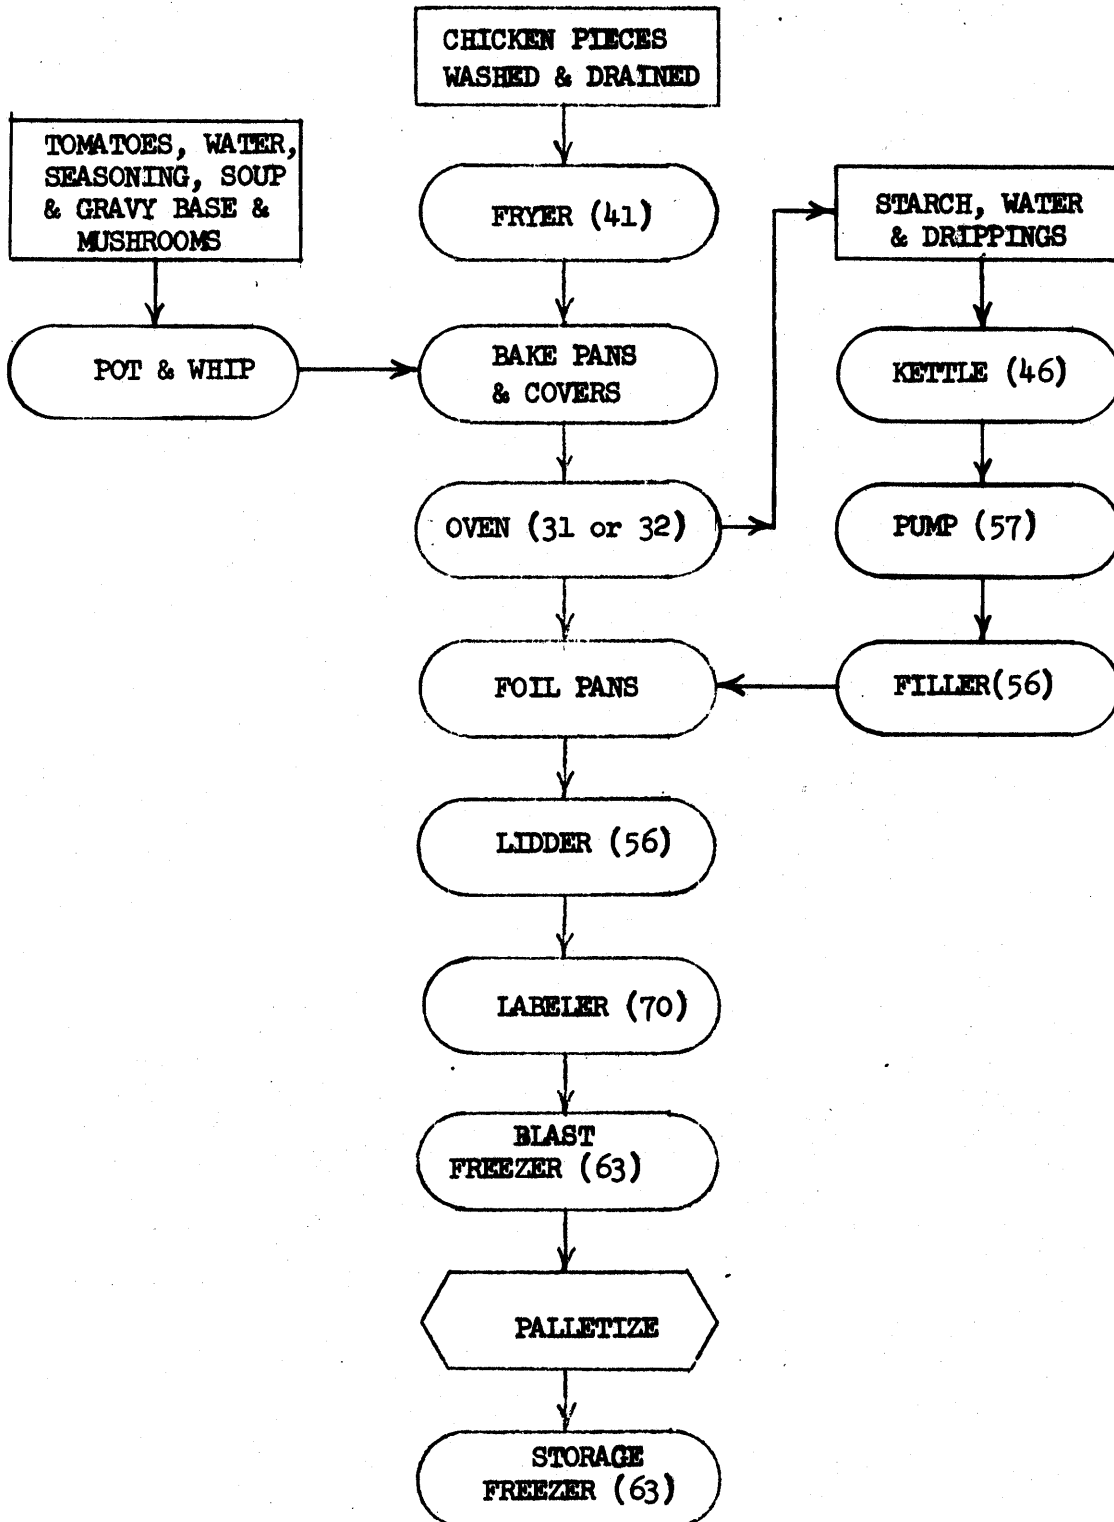 CHICKEN PIECES
WASHED & DRAINED
TOMATOES, WATER,
SEASONING, SOUP
& GRAVY BASE &
MUSHROOMS
FRYER (41)
STARCH, WATER
& DRIPPINGS
POT & WHIP
BAKE PANS
& COVERS
KETTLE (46)
OVEN (31 or 32)
PUMP (57)
FOIL PANS
FILLER(56)
LIDDER (56)
LABELER (70)
BLAST
FREEZER (63)
PALLETIZE
STORAGE
FREEZER (63)